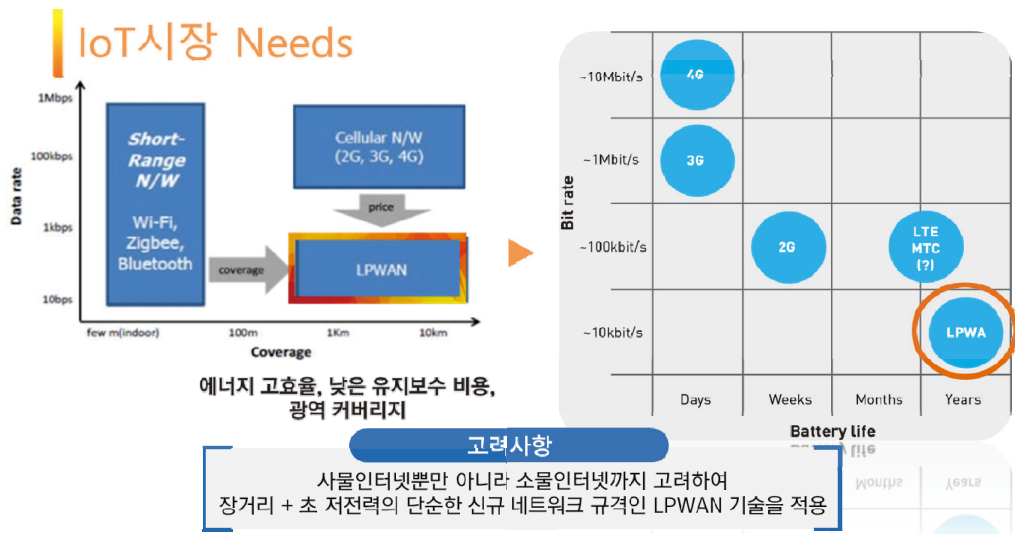 IoT시장 Needs
Data rate
1Mbps
100kbps
1kbps
10bps
Short-
Range
N/W
Wi-Fi,
Zigbee,
Bluetooth
Cellular N/W
(2G, 3G, 4G)
price
coverage
LPWAN
few m(indoor)
100m
1Km
10km
Coverage
에너지 고효율, 낮은 유지보수 비용,
광역 커버리지
Bit rate
~10Mbit/s
~1Mbit/s
~100kbit/s
~10kbit/s
4G
3G
2G
LTE
MTC
(?)
LPWA
Days
Weeks
Months
Years
Battery life
고려사항
사물인터넷뿐만 아니라 소물인터넷까지 고려하여
장거리 + 초 저전력의 단순한 신규 네트워크 규격인 LPWAN 기술을 적용